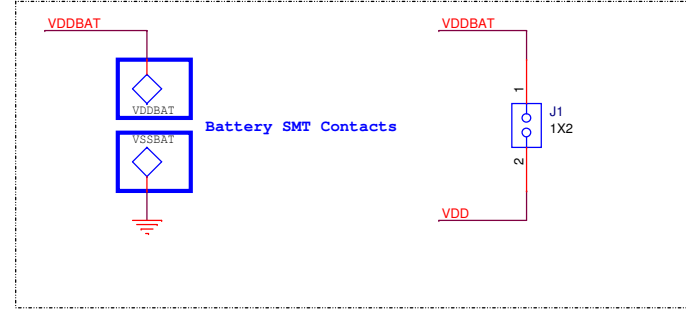 VDDBAT
VDDBAT
VDDBAT
1
J1
Battery SMT Contacts
1X2
VSSBAT
2
VDD